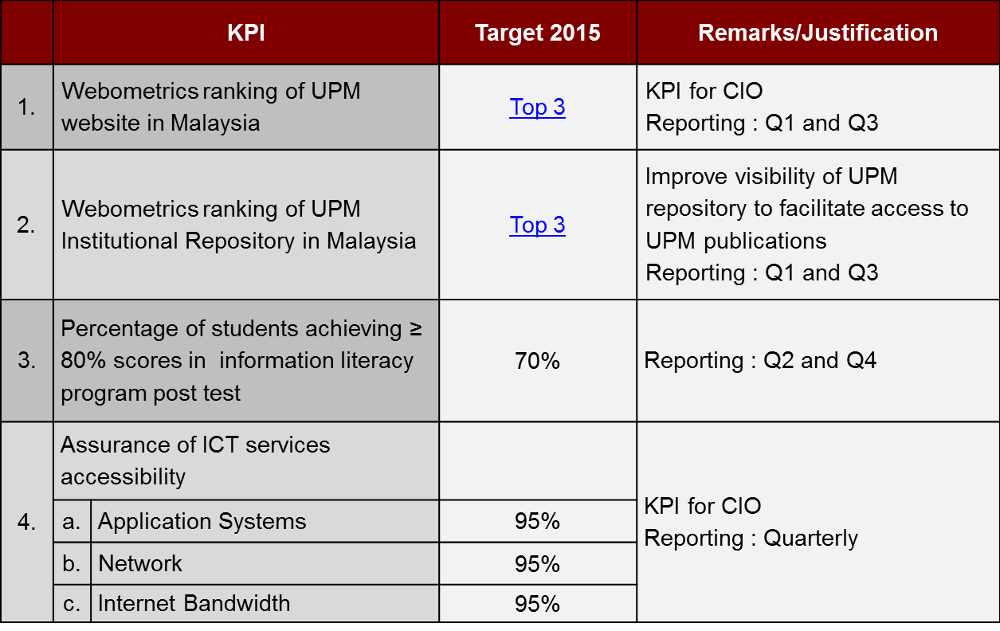 KPI Target 2015 Remarks/Justification
1.
Webometrics ranking of UPM
website in Malaysia
Top 3
KPI for CIO
Reporting : Q1 and Q3
2.
Webometrics ranking of UPM
Institutional Repository in Malaysia
Top 3
Improve visibility of UPM
repository to facilitate access to
UPM publications
Reporting : Q1 and Q3
3.
Percentage of students achieving ≥
80% scores in information literacy
program post test
70%
Reporting : Q2 and Q4
4.
Assurance of ICT services
accessibility
a. Application Systems 95%
b. Network 95%
c. Internet Bandwidth 95%
KPI for CIO
Reporting : Quarterly